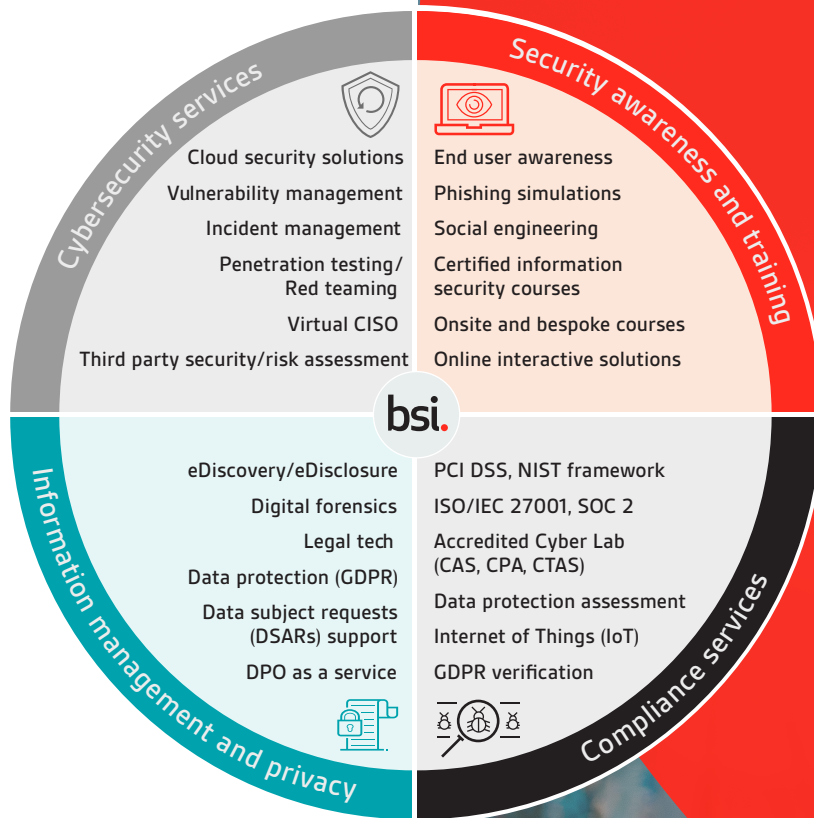 Cybersecurity services
Cloud security solutions
Vulnerability management
Incident management
Penetration testing/
Red teaming
Virtual CISO
Third party security/risk assessment
Security awareness and training
End user awareness
Phishing simulations
Social engineering
Certified information
security courses
Onsite and bespoke courses
Online interactive solutions
bsi.
Information management and privacy
eDiscovery/eDisclosure
Digital forensics
Legal tech
Data protection (GDPR)
Data subject requests
(DSARs) support
DPO as a service
Compliance services
PCI DSS, NIST framework
ISO/IEC 27001, SOC 2
Accredited Cyber Lab
(CAS, CPA, CTAS)
Data protection assessment
Internet of Things (IoT)
GDPR verification